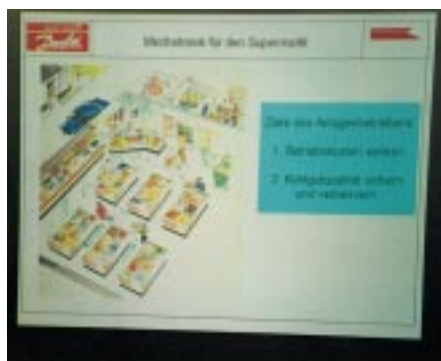 Danfoss
Mechatronik für den Supermarkt
Ziele des Anlagenbetreibers
1. Betriebskosten senken
2. Kühlgutqualität sichern
und verbessern